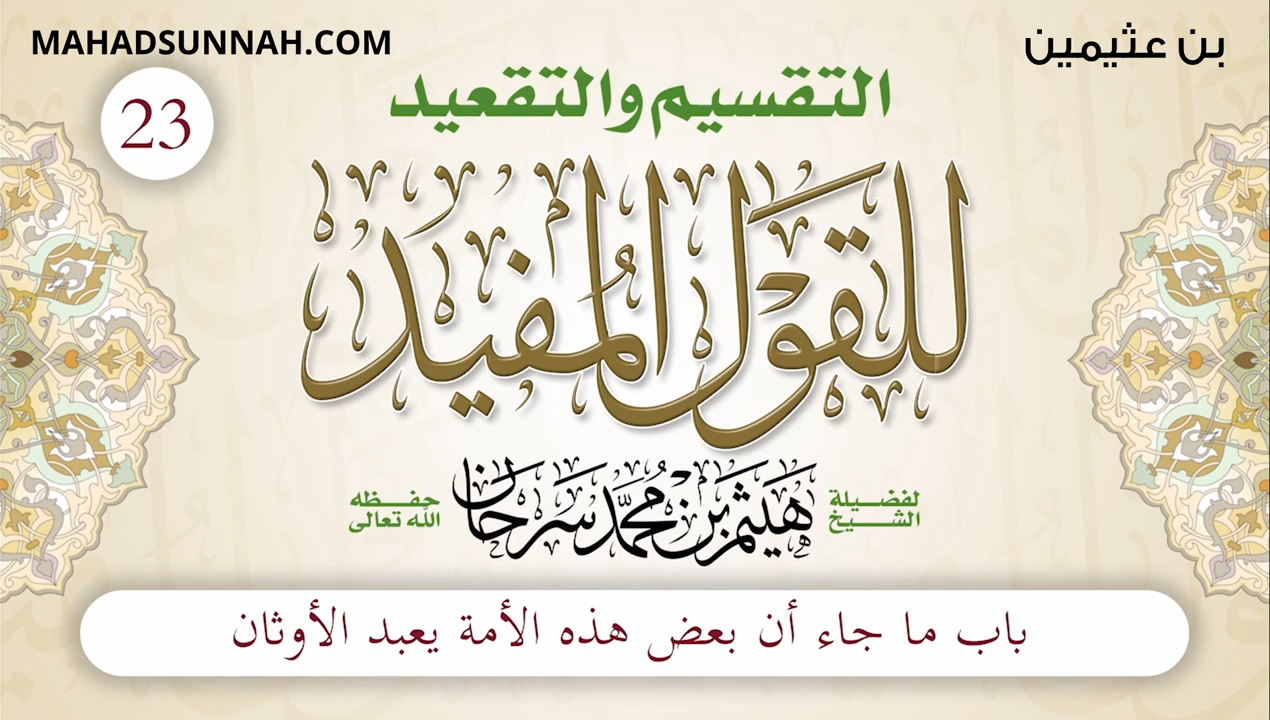 MAHADSUNNAH.COM
بن عثيمين
23
التقسيم والتقعيد
للقول المفيد
لفضيلة الشيخ
هيثم بن محمد سرحان
حفظه الله تعالى
باب ما جاء أن بعض هذه الأمة يعبد الأوثان